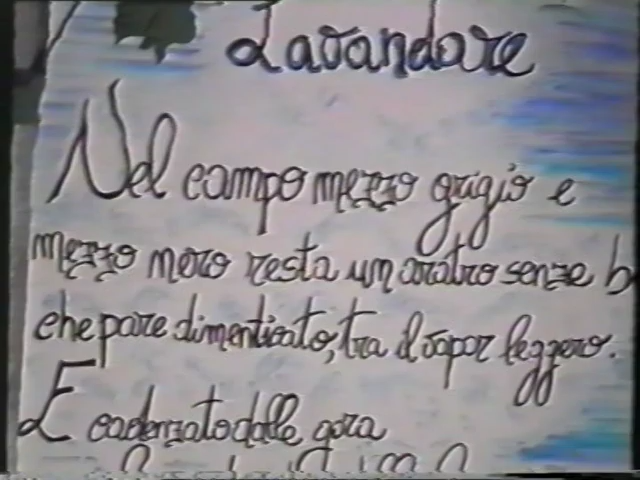 Lavandare
Nel campo mezzo grigio e
mezzo nero resta un aratro senza b
che pare dimenticato, tra il vapor leggero.
E cadenzato dalle gora